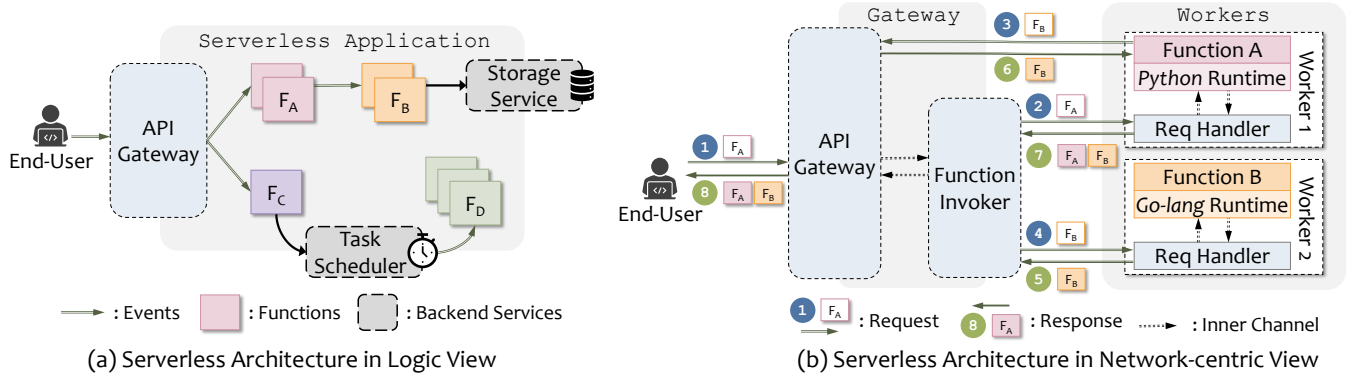 Serverless Application
End-User
API
Gateway
F_A
F_B
Storage
Service
F_C
Task
Scheduler
F_D
: Events
: Functions
: Backend Services
(a) Serverless Architecture in Logic View
Gateway
Workers
End-User
1 F_A
8 F_A F_B
API
Gateway
Function
Invoker
3 F_B
6 F_B
2 F_A
7 F_A F_B
4 F_B
5 F_B
Function A
Python Runtime
Req Handler
Worker 1
Function B
Go-lang Runtime
Req Handler
Worker 2
1 F_A : Request
8 F_A : Response
: Inner Channel
(b) Serverless Architecture in Network-centric View